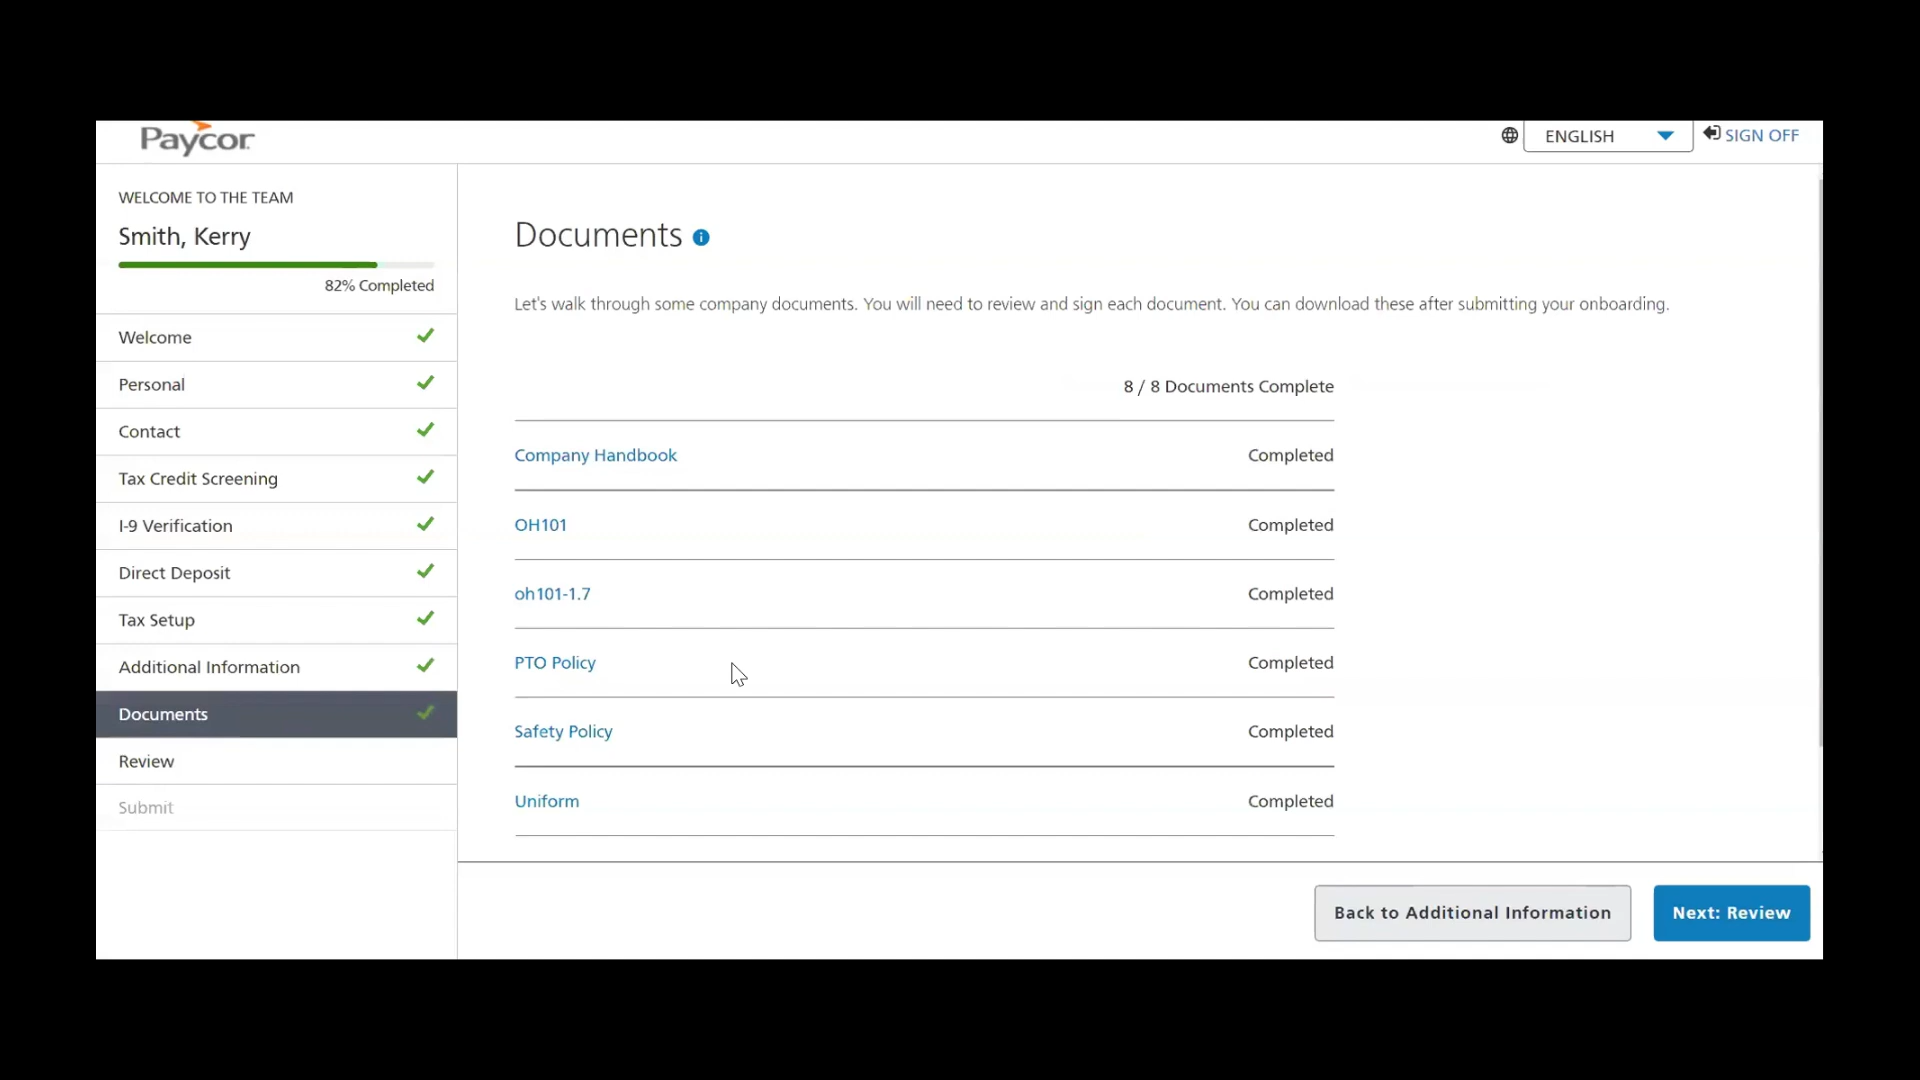 Paycor
ENGLISH
SIGN OFF
WELCOME TO THE TEAM
Smith, Kerry
82% Completed
Welcome
Personal
Contact
Tax Credit Screening
I-9 Verification
Direct Deposit
Tax Setup
Additional Information
Documents
Review
Submit
Documents
Let's walk through some company documents. You will need to review and sign each document. You can download these after submitting your onboarding.
8 / 8 Documents Complete
Company Handbook Completed
OH101 Completed
oh101-1.7 Completed
PTO Policy Completed
Safety Policy Completed
Uniform Completed
Back to Additional Information
Next: Review